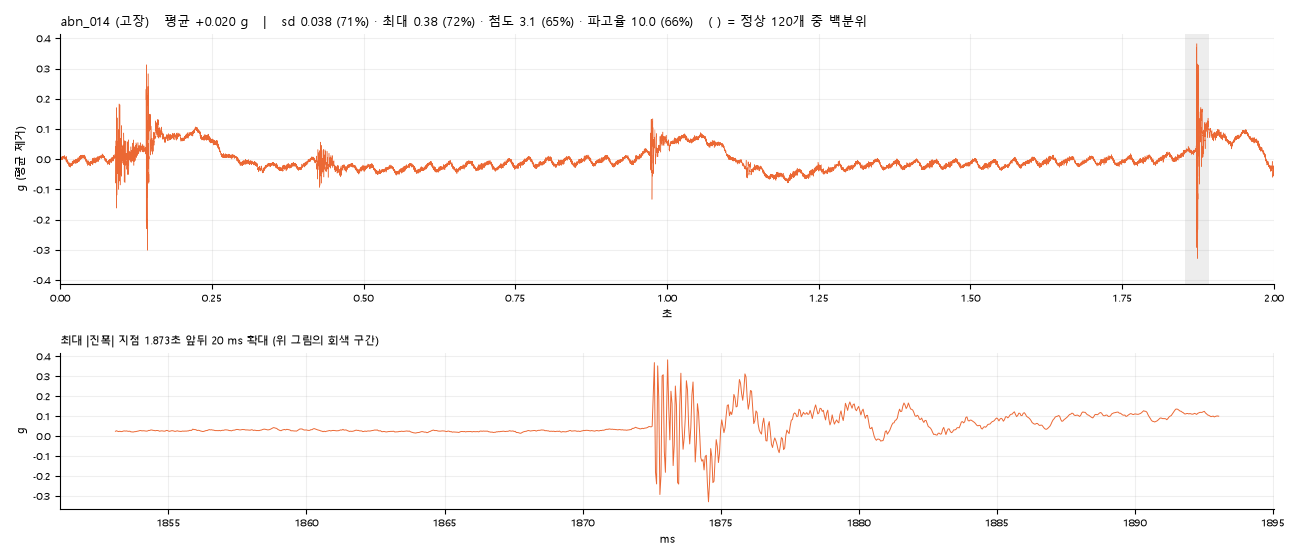 abn_014 (고장) 평균 +0.020 g | sd 0.038 (71%) · 최대 0.38 (72%) · 첨도 3.1 (65%) · 파고율 10.0 (66%) ( ) = 정상 120개 중 백분위
0.4
0.3
0.2
0.1
0.0
-0.1
-0.2
-0.3
-0.4
g (평균 제거)
0.00 0.25 0.50 0.75 1.00 1.25 1.50 1.75 2.00
초
최대 |진폭| 지점 1.873초 앞뒤 20 ms 확대 (위 그림의 회색 구간)
0.4
0.3
0.2
0.1
0.0
-0.1
-0.2
-0.3
g
1855 1860 1865 1870 1875 1880 1885 1890 1895
ms